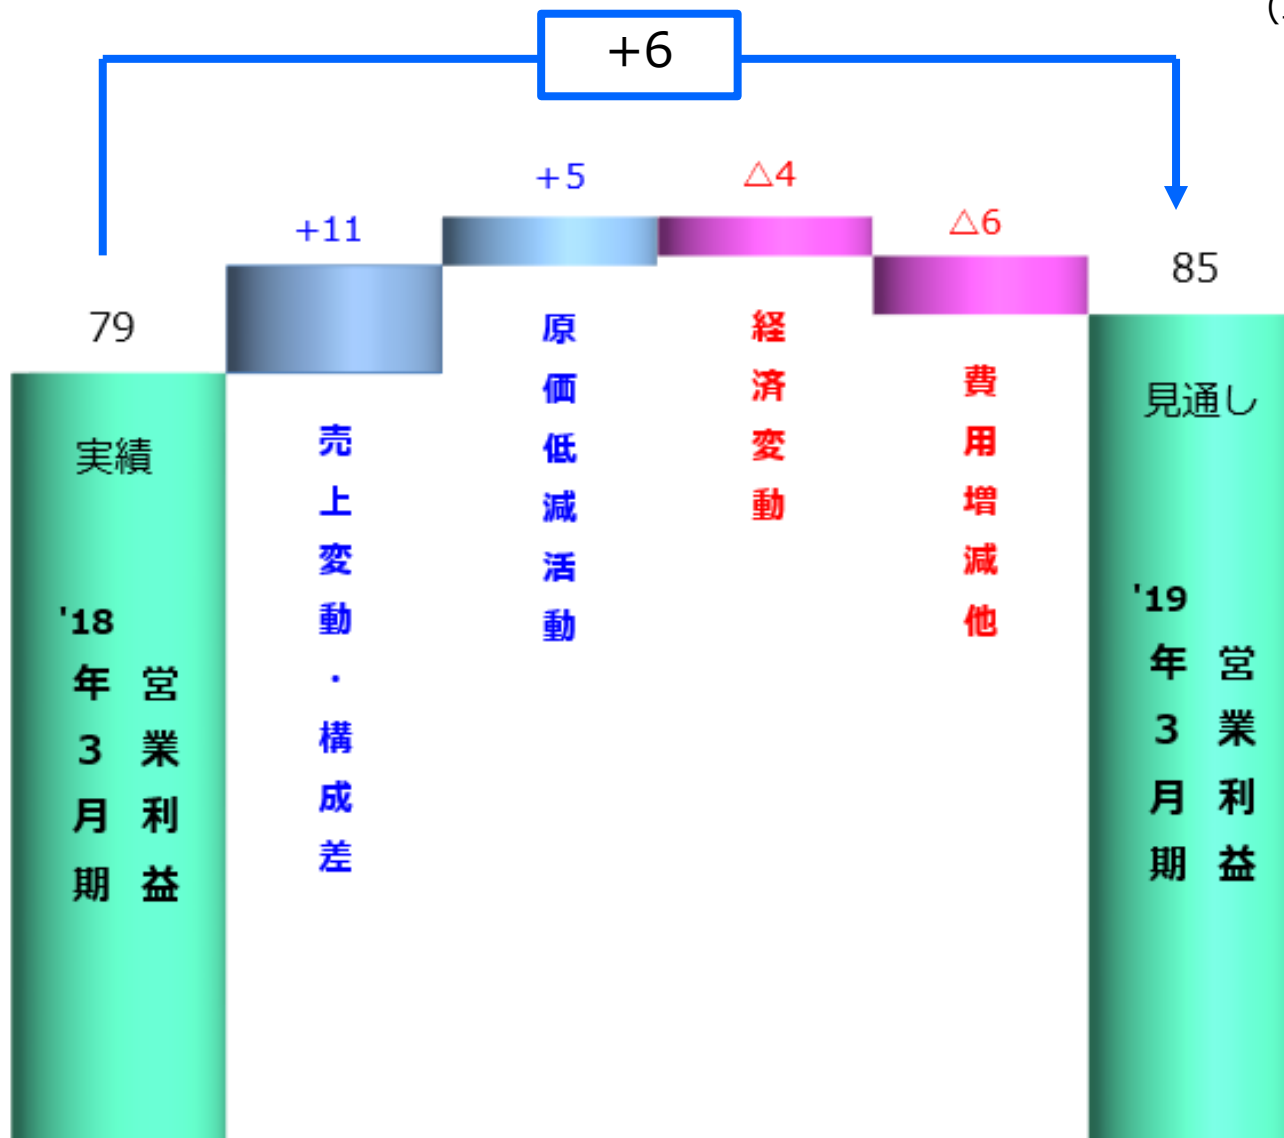 +6
79
実績
'18年3月期
営業利益
+11
売上変動・構成差
+5
原価低減活動
△4
経済変動
△6
費用増減他
85
見通し
'19年3月期
営業利益